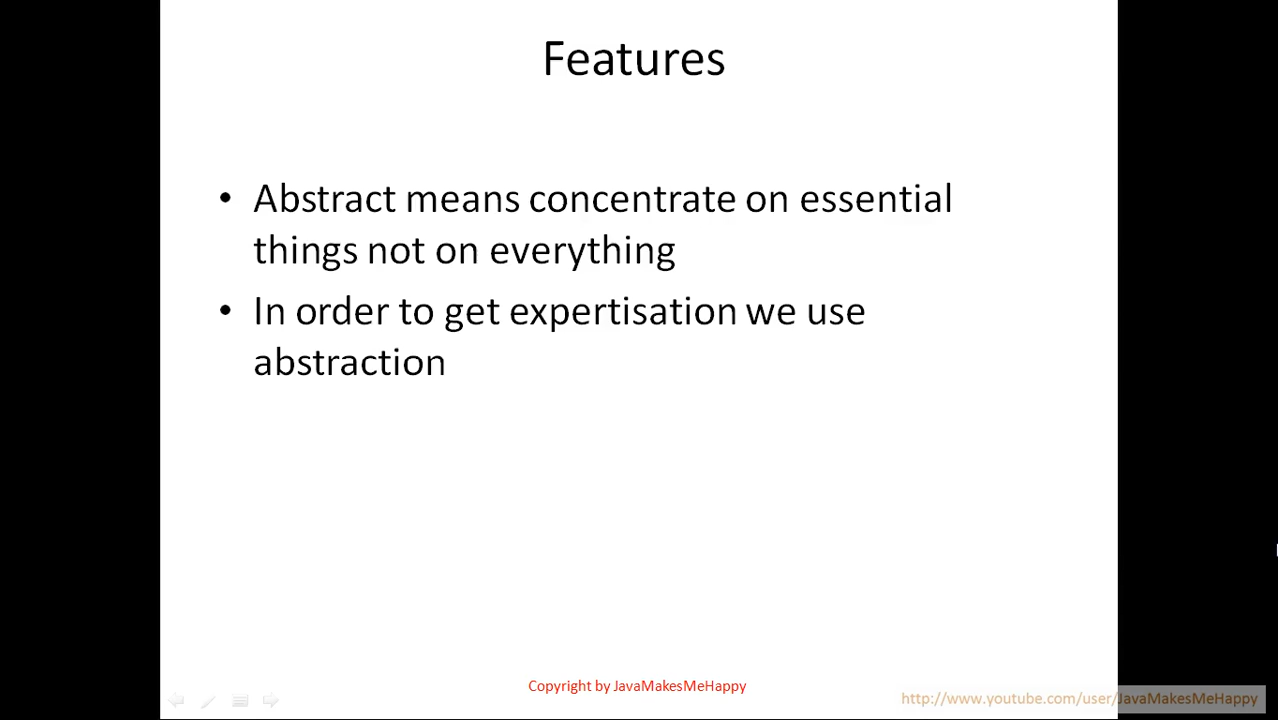 Features
• Abstract means concentrate on essential
things not on everything
• In order to get expertisation we use
abstraction
Copyright by JavaMakesMeHappy
http://www.youtube.com/user/JavaMakesMeHappy